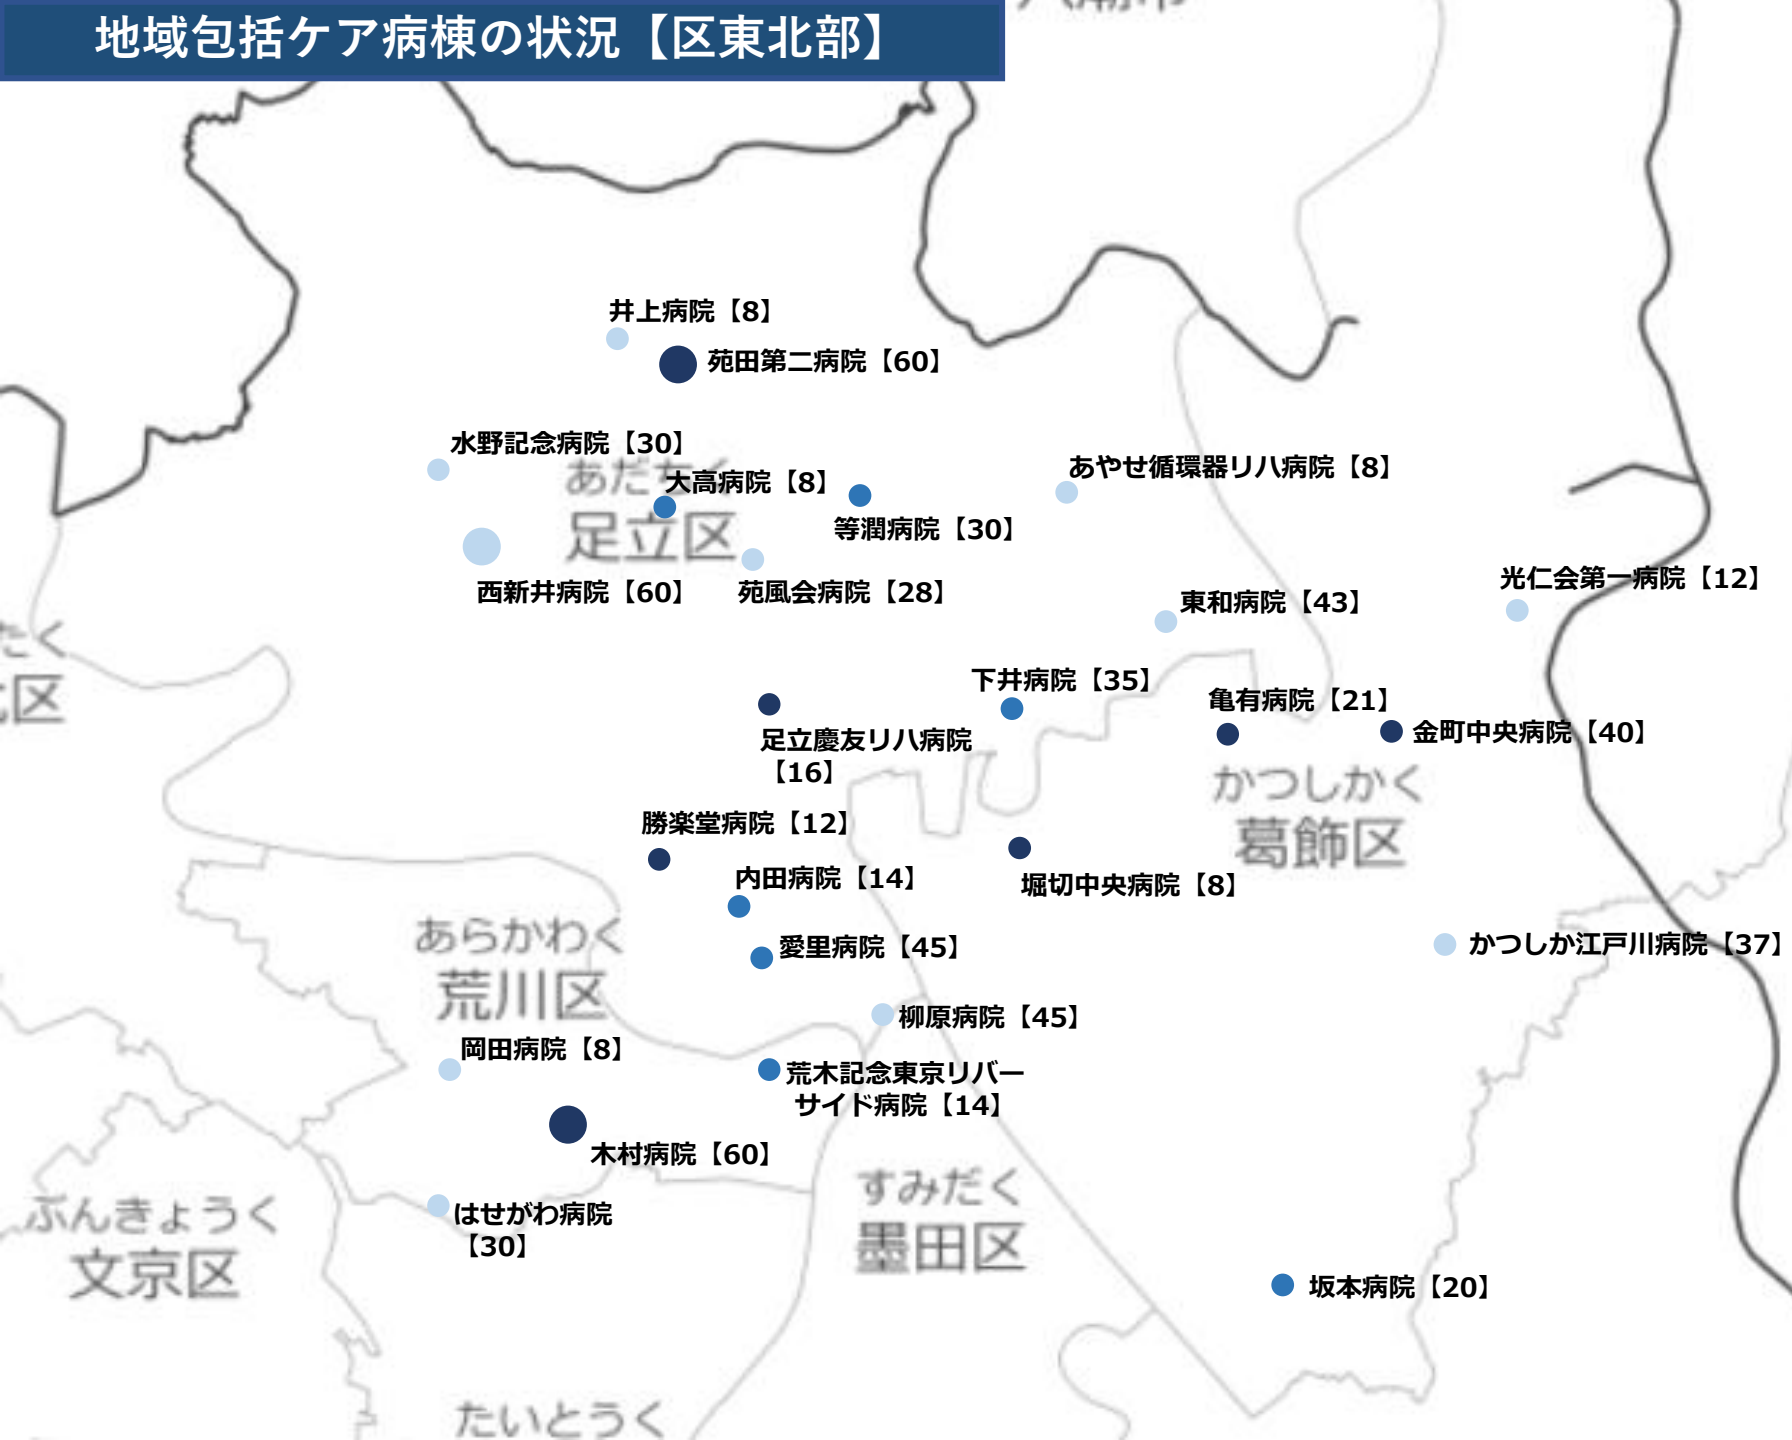 地域包括ケア病棟の状況【区東北部】
井上病院【8】
苑田第二病院【60】
水野記念病院【30】
あだちく
大高病院【8】
あやせ循環器リハ病院【8】
足立区
等潤病院【30】
西新井病院【60】
苑風会病院【28】
光仁会第一病院【12】
東和病院【43】
たく
区
下井病院【35】
亀有病院【21】
金町中央病院【40】
足立慶友リハ病院
【16】
かつしかく
葛飾区
勝楽堂病院【12】
内田病院【14】
堀切中央病院【8】
あらかわく
荒川区
愛里病院【45】
かつしか江戸川病院【37】
柳原病院【45】
岡田病院【8】
荒木記念東京リバー
サイド病院【14】
木村病院【60】
すみだく
墨田区
ぶんきょうく
文京区
はせがわ病院
【30】
坂本病院【20】
たいとうく